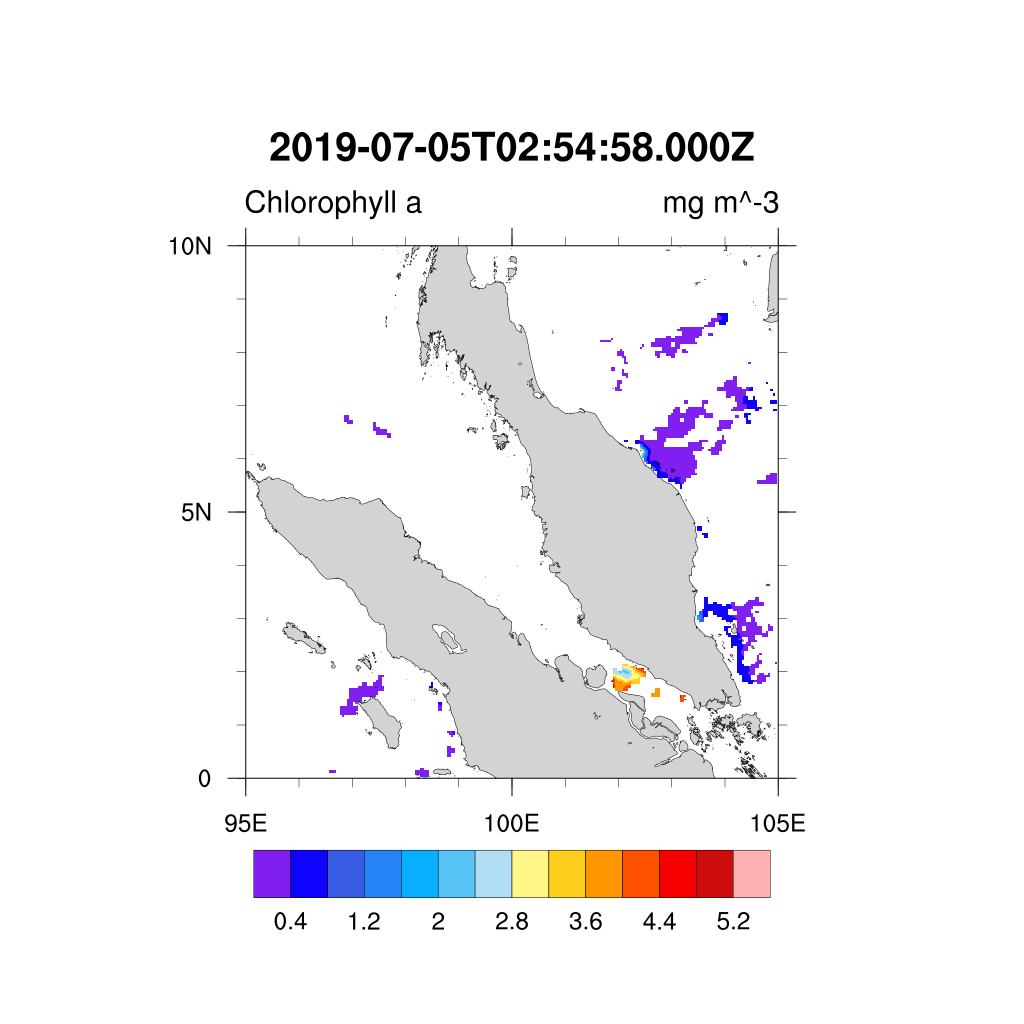 2019-07-05T02:54:58.000Z
Chlorophyll a mg m^-3
10N
5N
0
95E 100E 105E
0.4 1.2 2 2.8 3.6 4.4 5.2